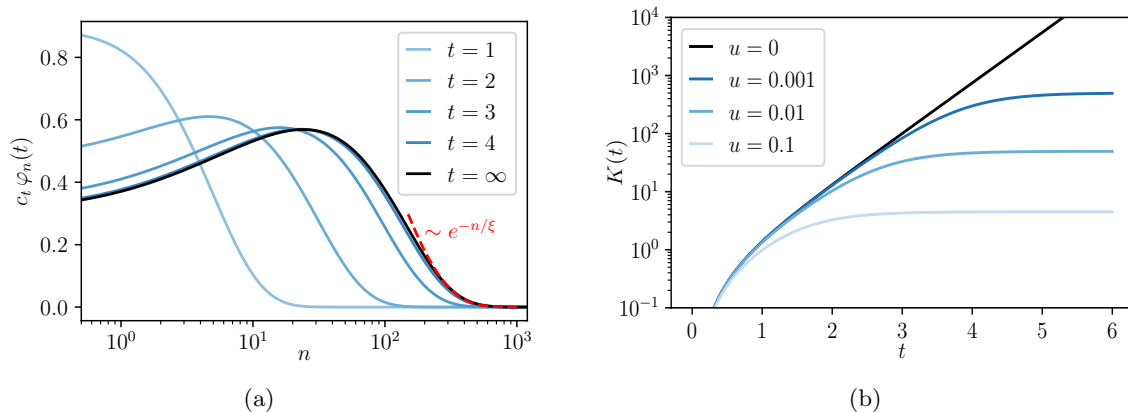 0.8
0.6
0.4
0.2
0.0
c_t φ_n(t)
t = 1
t = 2
t = 3
t = 4
t = ∞
∼ e^{−n/ξ}
10^0
10^1
10^2
10^3
n
(a)
10^4
10^3
10^2
10^1
10^0
10^{−1}
K(t)
u = 0
u = 0.001
u = 0.01
u = 0.1
0 1 2 3 4 5 6
t
(b)